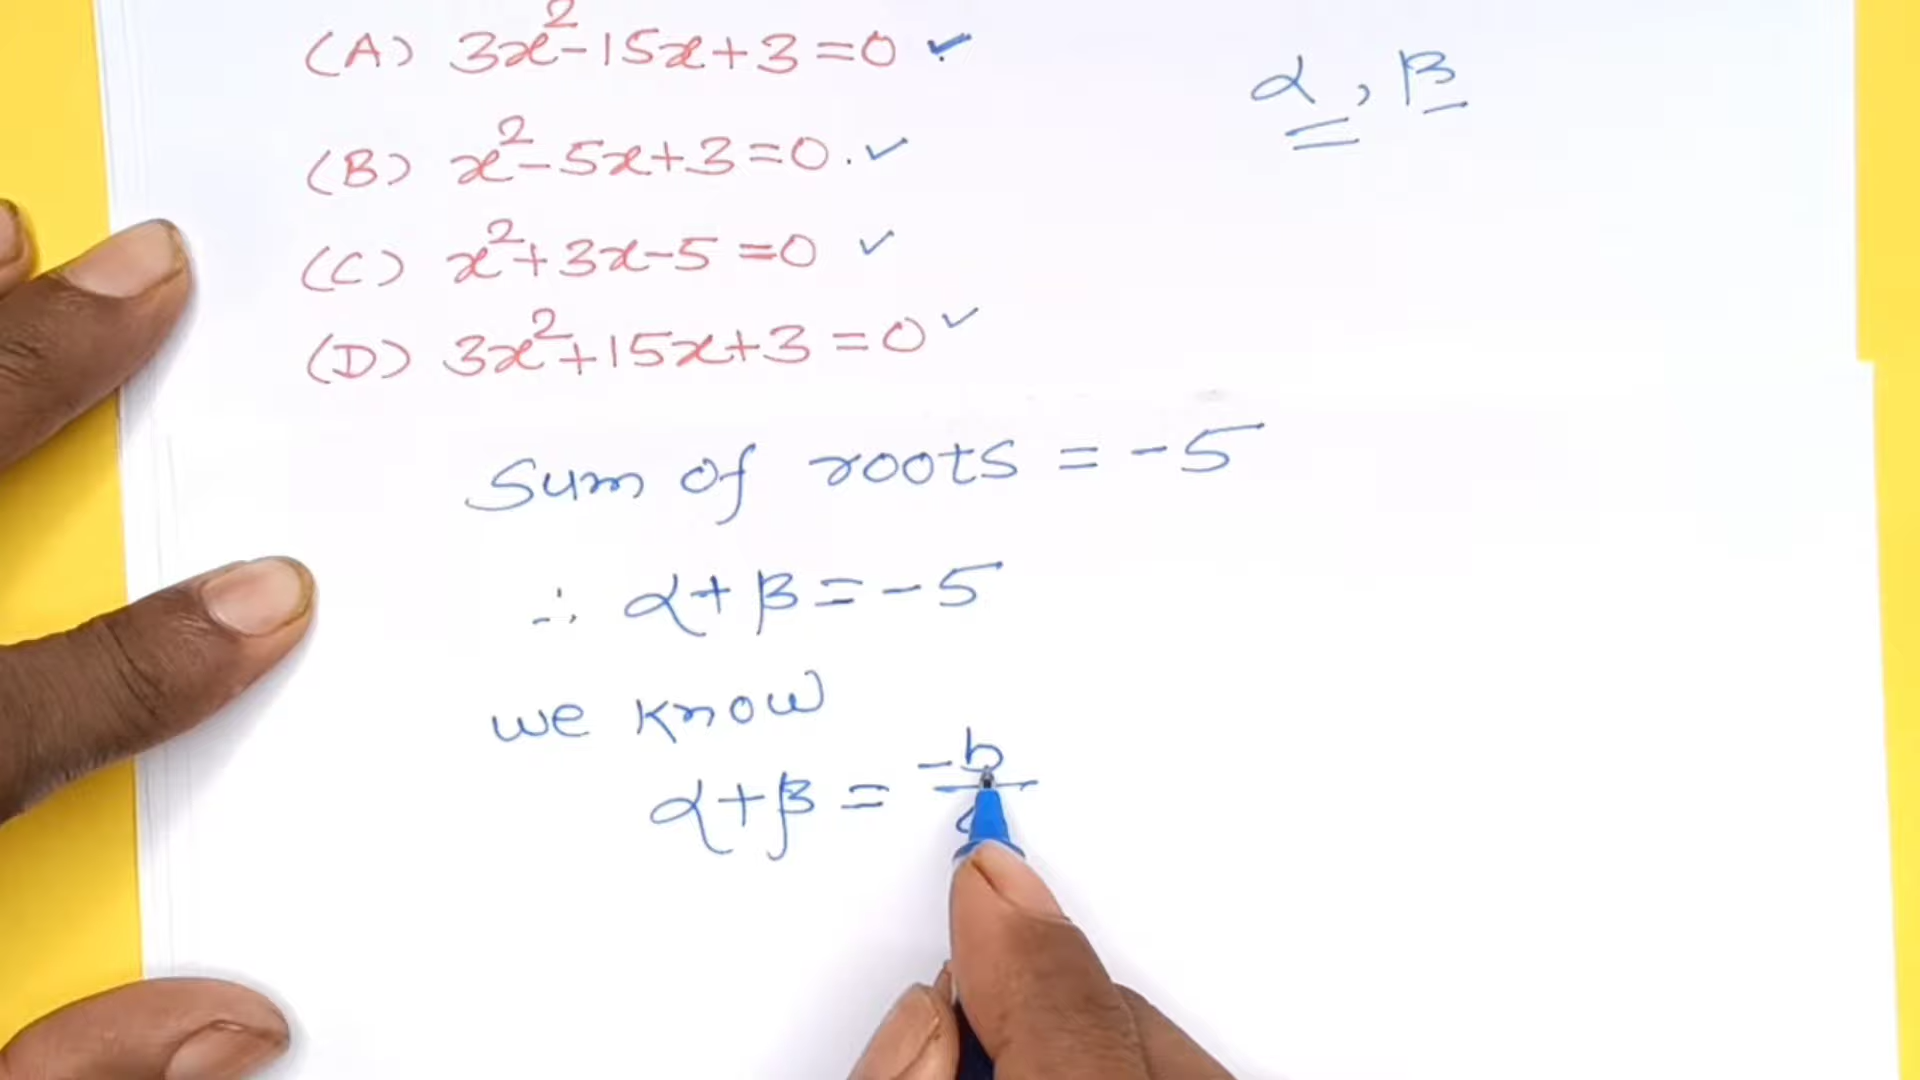 (A) 3x²-15x+3=0 ✓
α, β
(B) x²-5x+3=0. ✓
(C) x²+3x-5=0 ✓
(D) 3x²+15x+3=0 ✓
Sum of roots = -5
∴ α+β=-5
we know
α+β = -b/